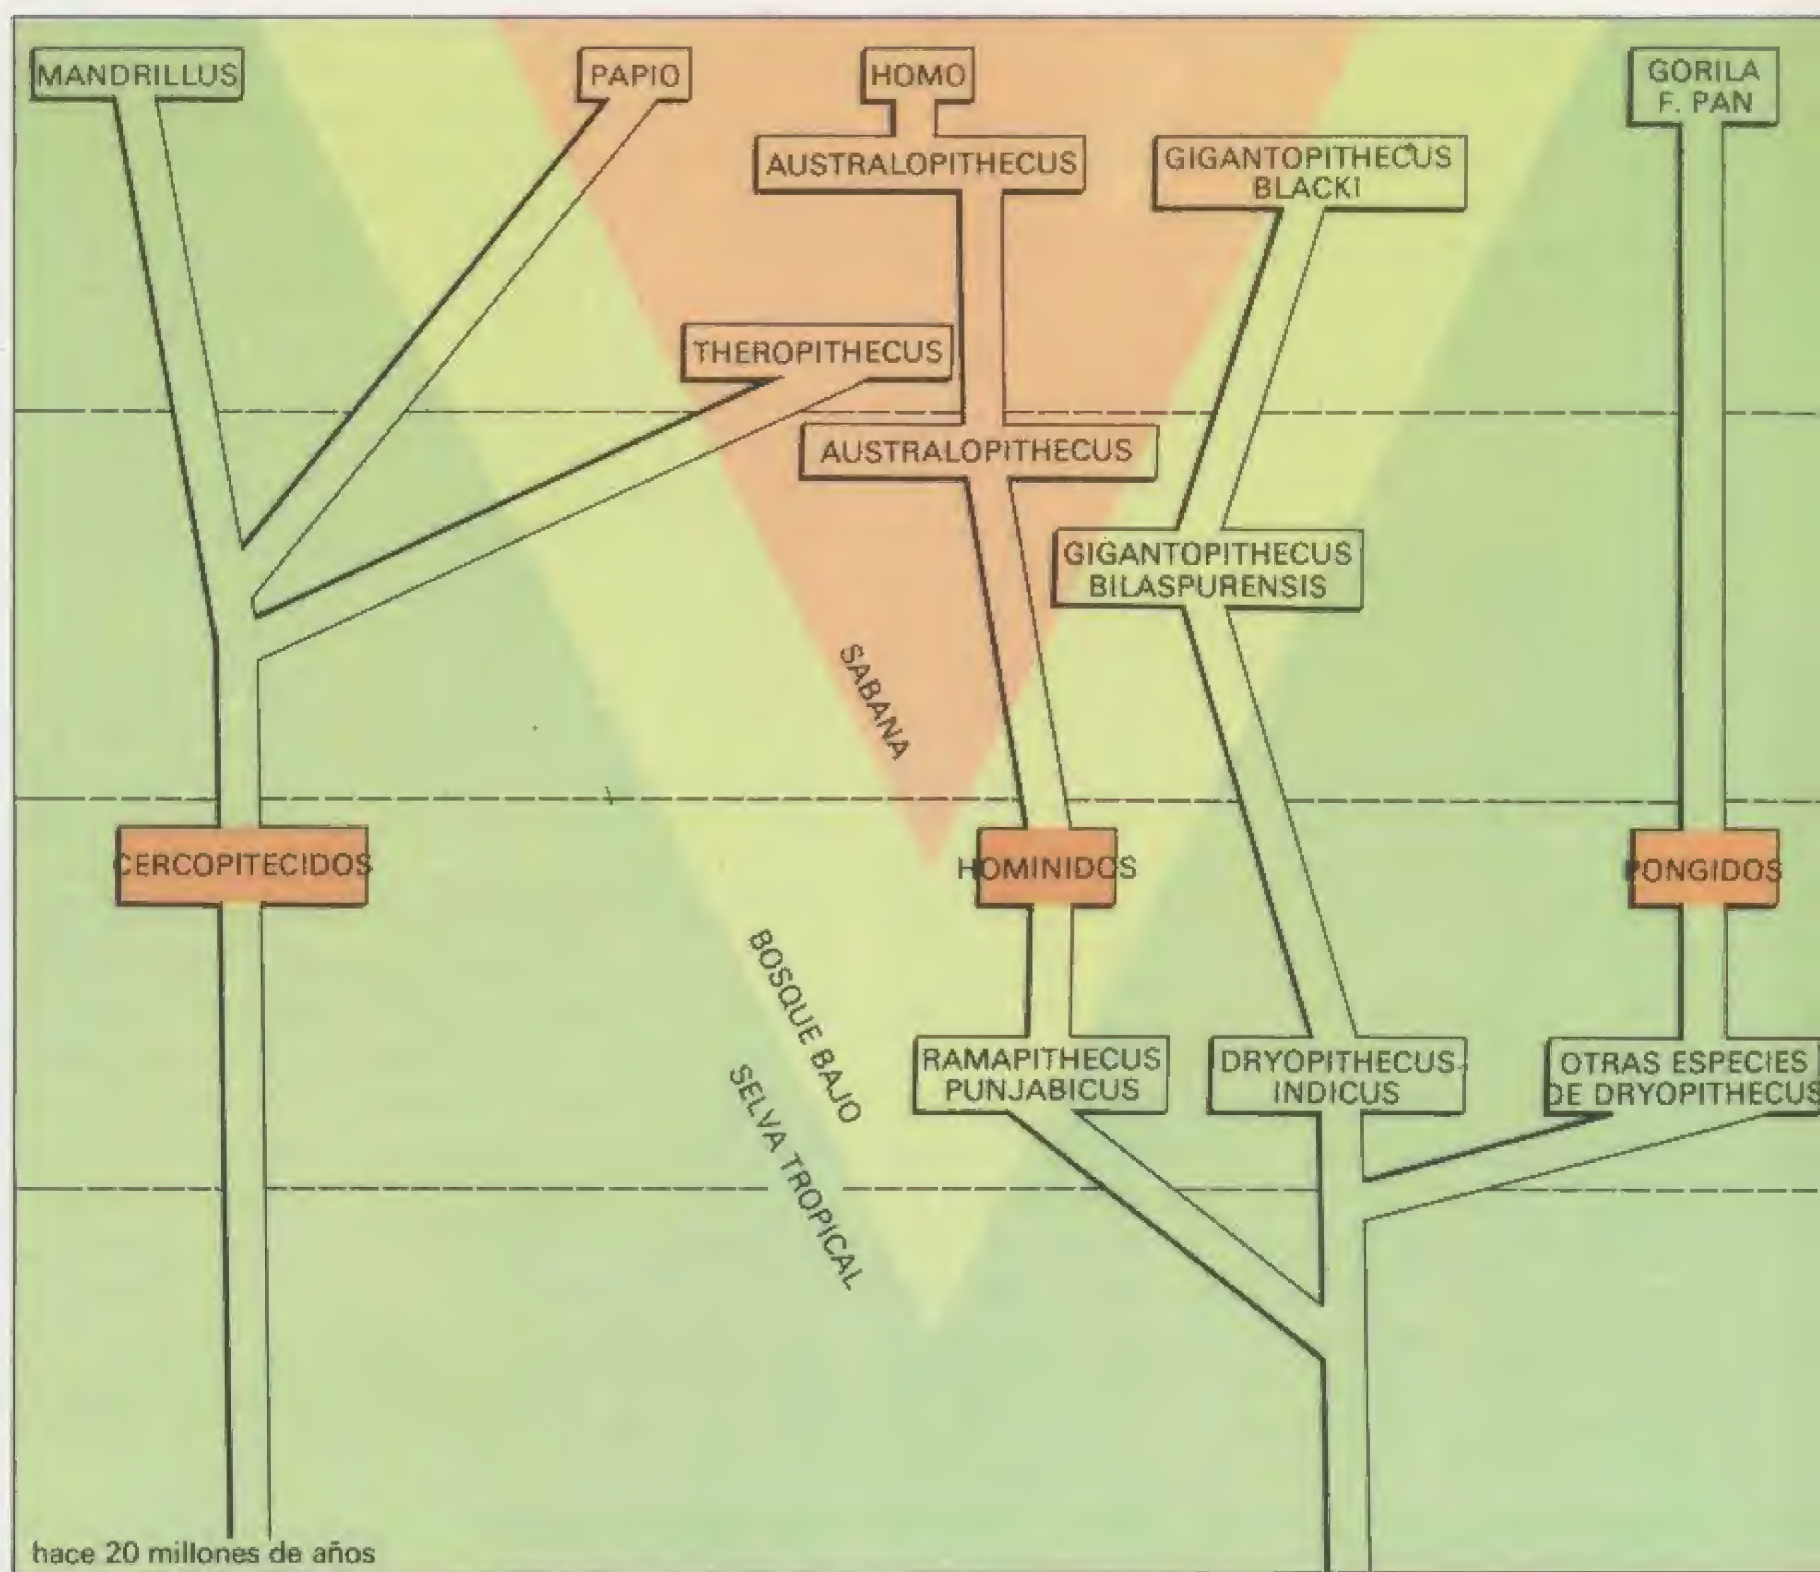 MANDRILLUS
PAPIO
HOMO
GORILA
F. PAN
AUSTRALOPITHECUS
GIGANTOPITHECUS
BLACKI
THEROPITHECUS
AUSTRALOPITHECUS
GIGANTOPITHECUS
BILASPURENSIS
SABANA
CERCOPITECIDOS
HOMINIDOS
PONGIDOS
BOSQUE BAJO
SELVA TROPICAL
RAMAPITHECUS
PUNJABICUS
DRYOPITHECUS
INDICUS
OTRAS ESPECIES
DE DRYOPITHECUS
hace 20 millones de años